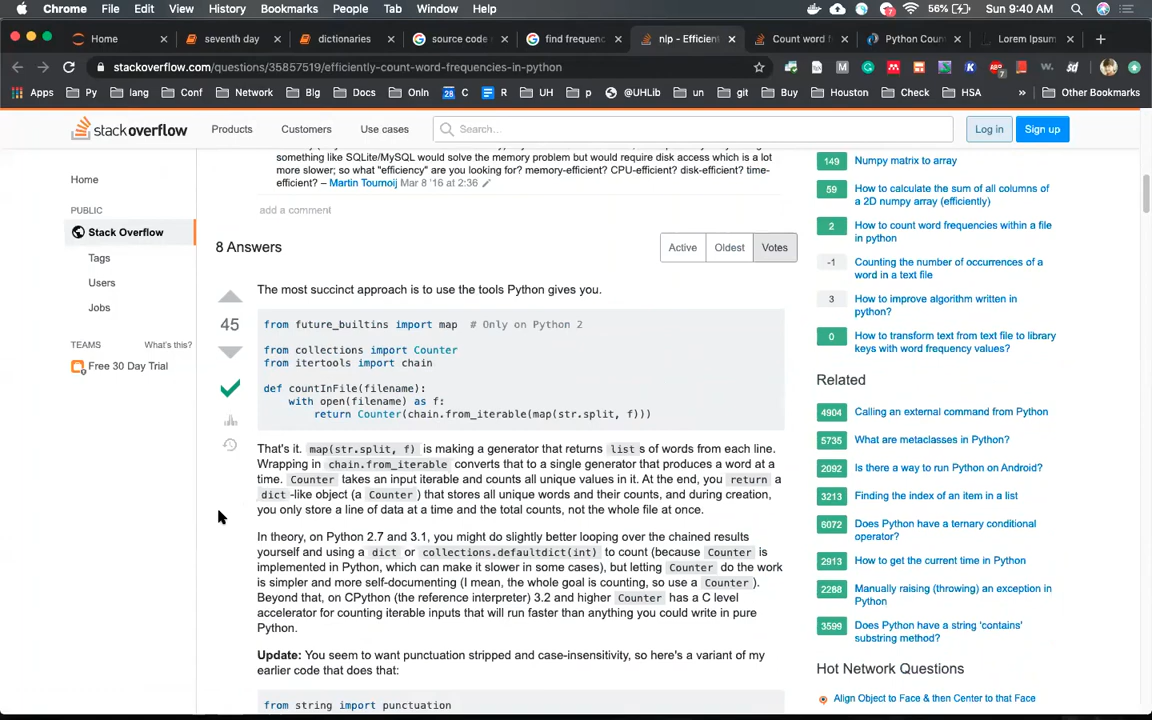 Chrome File Edit View History Bookmarks People Tab Window Help 7 56% Sun 9:40 AM
Home seventh day dictionaries source code find frequenc nlp - Efficien Count word f Python Coun Lorem Ipsum
stackoverflow.com/questions/35857519/efficiently-count-word-frequencies-in-python
Apps Py lang Conf Network Blg Docs OnIn 28 C R UH p @UHLib un git Buy Houston Check HSA » Other Bookmarks
stackoverflow Products Customers Use cases Search... Log in Sign up
Home
PUBLIC
Stack Overflow
Tags
Users
Jobs
TEAMS What's this?
Free 30 Day Trial
something like SQLite/MySQL would solve the memory problem but would require disk access which is a lot
more slower; so what "efficiency" are you looking for? memory-efficient? CPU-efficient? disk-efficient? time-
efficient? – Martin Tournoij Mar 8 '16 at 2:36
add a comment
8 Answers Active Oldest Votes
45
The most succinct approach is to use the tools Python gives you.
from future_builtins import map # Only on Python 2
from collections import Counter
from itertools import chain
def countInFile(filename):
with open(filename) as f:
return Counter(chain.from_iterable(map(str.split, f)))
That's it. map(str.split, f) is making a generator that returns list s of words from each line.
Wrapping in chain.from_iterable converts that to a single generator that produces a word at a
time. Counter takes an input iterable and counts all unique values in it. At the end, you return a
dict -like object (a Counter ) that stores all unique words and their counts, and during creation,
you only store a line of data at a time and the total counts, not the whole file at once.
In theory, on Python 2.7 and 3.1, you might do slightly better looping over the chained results
yourself and using a dict or collections.defaultdict(int) to count (because Counter is
implemented in Python, which can make it slower in some cases), but letting Counter do the work
is simpler and more self-documenting (I mean, the whole goal is counting, so use a Counter ).
Beyond that, on CPython (the reference interpreter) 3.2 and higher Counter has a C level
accelerator for counting iterable inputs that will run faster than anything you could write in pure
Python.
Update: You seem to want punctuation stripped and case-insensitivity, so here's a variant of my
earlier code that does that:
from string import punctuation
149 Numpy matrix to array
59 How to calculate the sum of all columns of
a 2D numpy array (efficiently)
2 How to count word frequencies within a file
in python
-1 Counting the number of occurrences of a
word in a text file
3 How to improve algorithm written in
python?
0 How to transform text from text file to library
keys with word frequency values?
Related
4904 Calling an external command from Python
5735 What are metaclasses in Python?
2092 Is there a way to run Python on Android?
3213 Finding the index of an item in a list
6072 Does Python have a ternary conditional
operator?
2913 How to get the current time in Python
2288 Manually raising (throwing) an exception in
Python
3599 Does Python have a string 'contains'
substring method?
Hot Network Questions
Align Object to Face & then Center to that Face